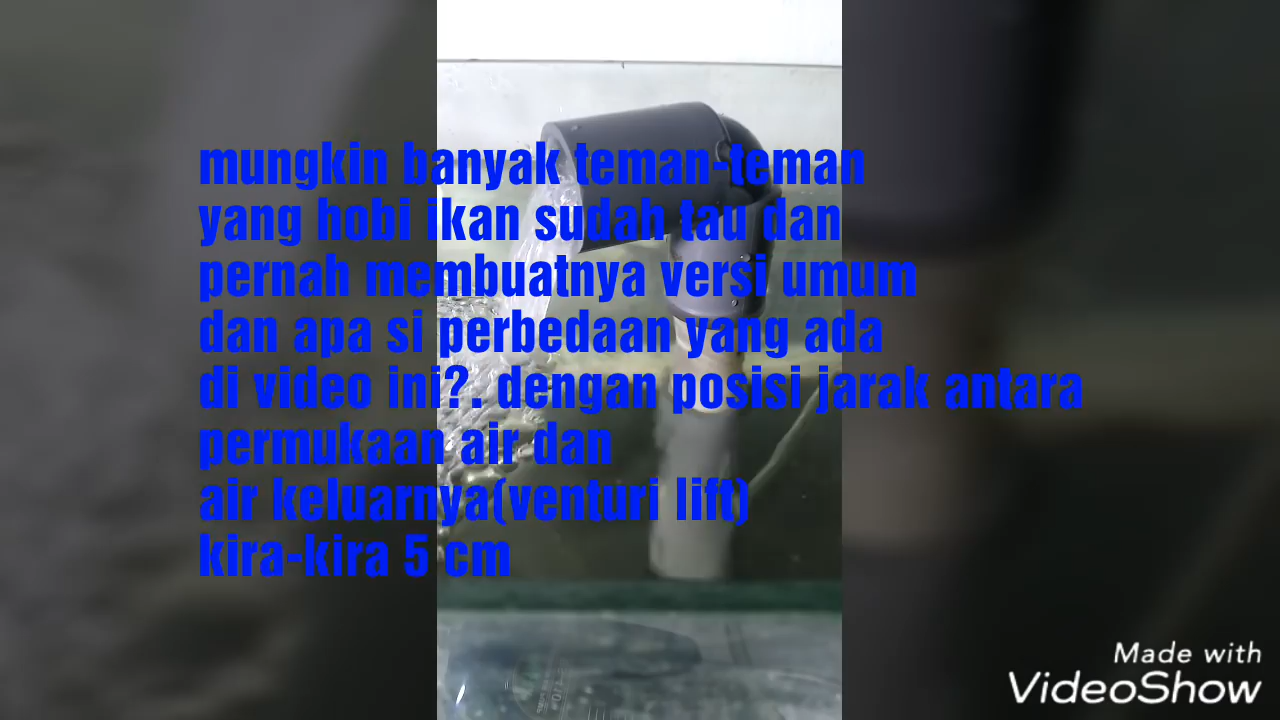 mungkin banyak teman-teman
yang hobi ikan sudah tau dan
pernah membuatnya versi umum
dan apa si perbedaan yang ada
di video ini?. dengan posisi jarak antara
permukaan air dan
air keluarnya(venturi lift)
kira-kira 5 cm
Made with
VideoShow